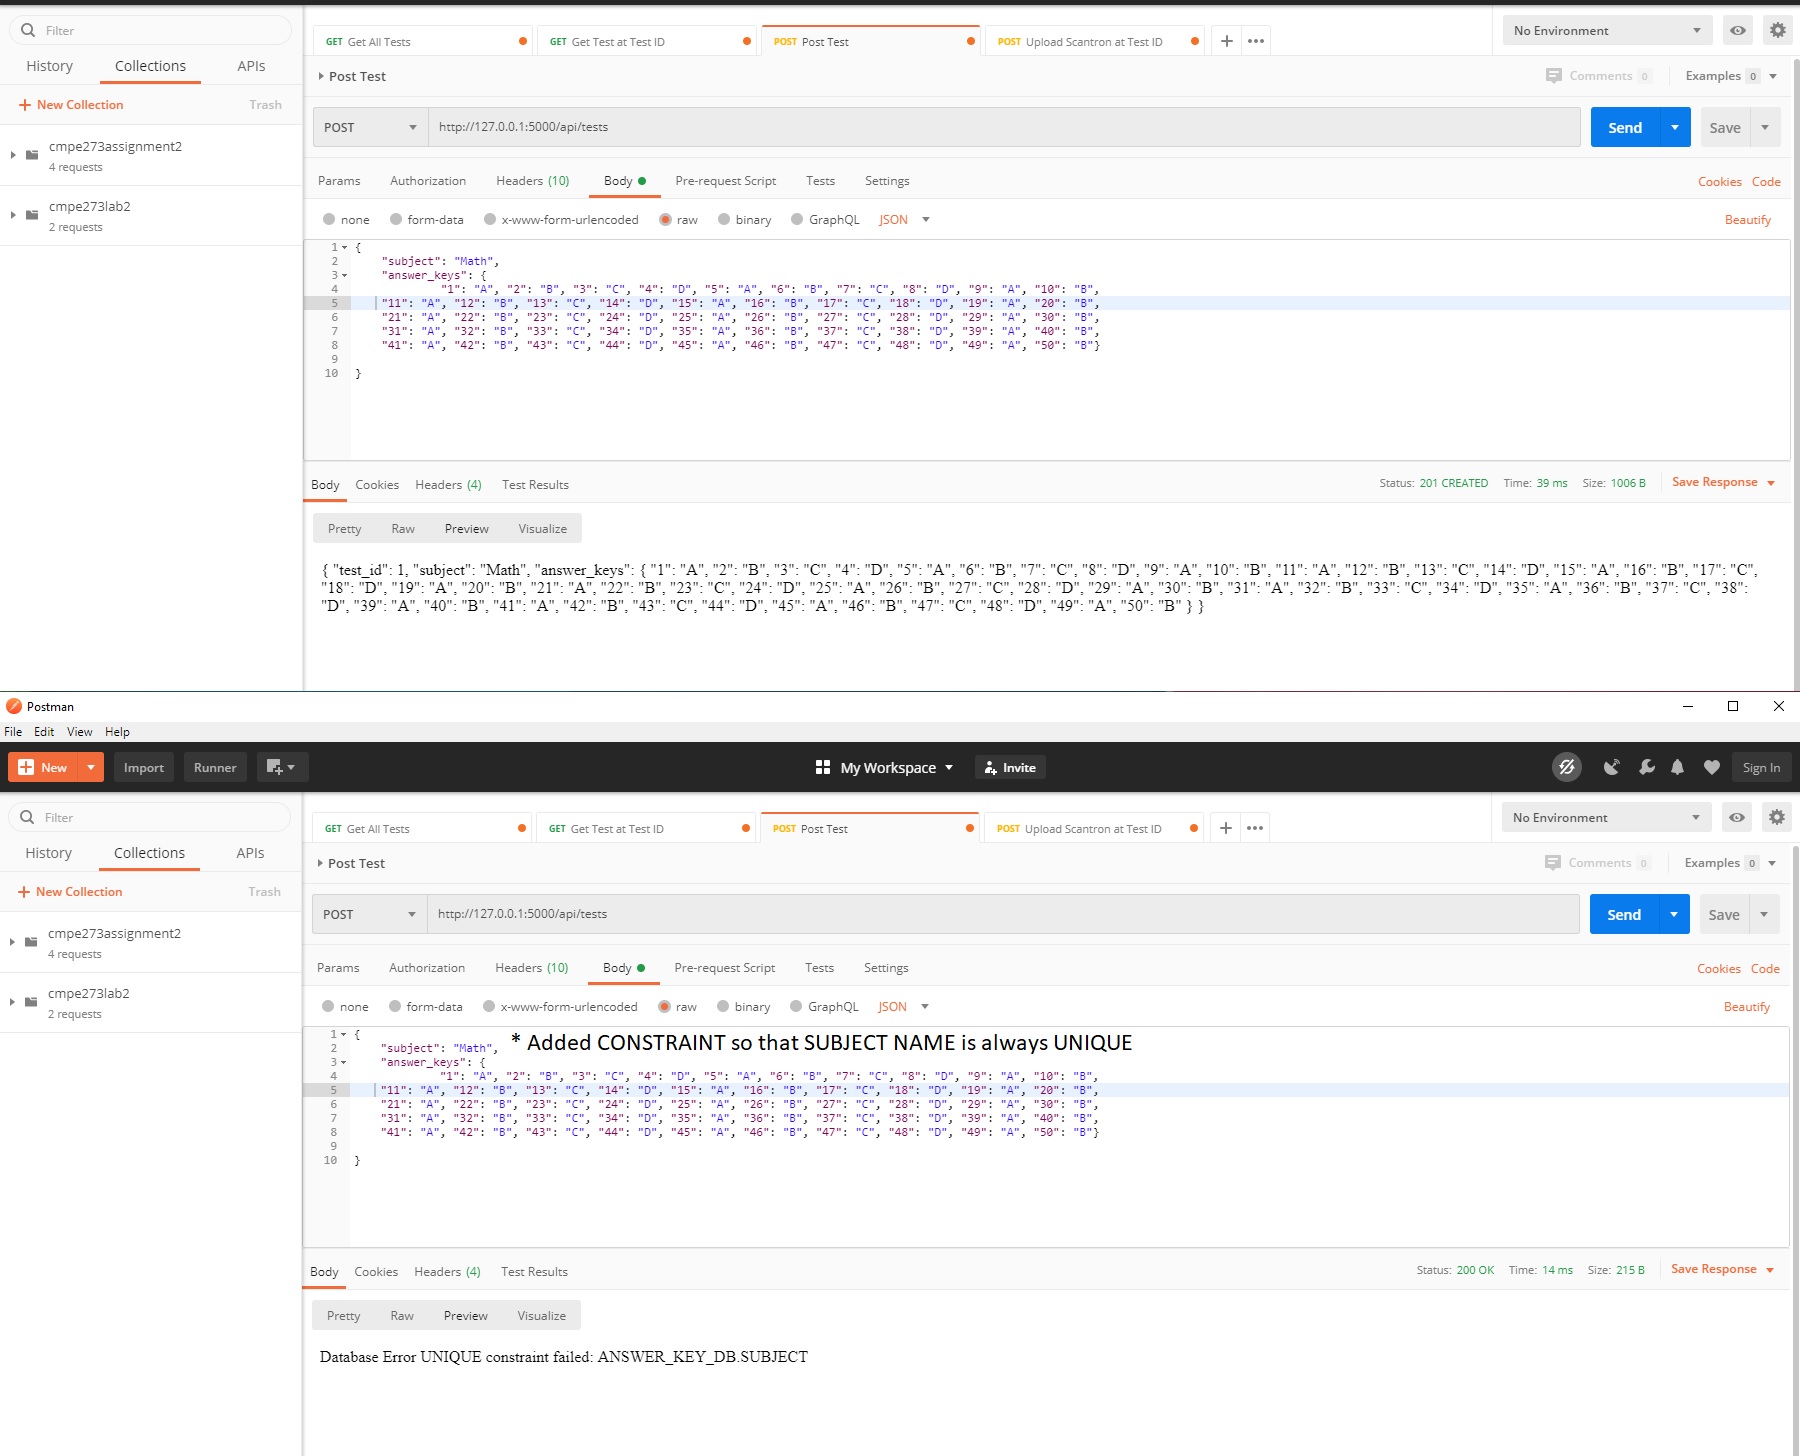 Filter
History Collections APIs
+ New Collection Trash
cmpe273assignment2
4 requests
cmpe273lab2
2 requests
GET Get All Tests GET Get Test at Test ID POST Post Test POST Upload Scantron at Test ID + ••• No Environment
Post Test Comments 0 Examples 0
POST http://127.0.0.1:5000/api/tests Send Save
Params Authorization Headers (10) Body Pre-request Script Tests Settings Cookies Code
none form-data x-www-form-urlencoded raw binary GraphQL JSON Beautify
1 {
2 "subject": "Math",
3 "answer_keys": {
4 "1": "A", "2": "B", "3": "C", "4": "D", "5": "A", "6": "B", "7": "C", "8": "D", "9": "A", "10": "B",
5 "11": "A", "12": "B", "13": "C", "14": "D", "15": "A", "16": "B", "17": "C", "18": "D", "19": "A", "20": "B",
6 "21": "A", "22": "B", "23": "C", "24": "D", "25": "A", "26": "B", "27": "C", "28": "D", "29": "A", "30": "B",
7 "31": "A", "32": "B", "33": "C", "34": "D", "35": "A", "36": "B", "37": "C", "38": "D", "39": "A", "40": "B",
8 "41": "A", "42": "B", "43": "C", "44": "D", "45": "A", "46": "B", "47": "C", "48": "D", "49": "A", "50": "B"}
9
10 }
Body Cookies Headers (4) Test Results Status: 201 CREATED Time: 39 ms Size: 1006 B Save Response
Pretty Raw Preview Visualize
{ "test_id": 1, "subject": "Math", "answer_keys": { "1": "A", "2": "B", "3": "C", "4": "D", "5": "A", "6": "B", "7": "C", "8": "D", "9": "A", "10": "B", "11": "A", "12": "B", "13": "C", "14": "D", "15": "A", "16": "B", "17": "C",
"18": "D", "19": "A", "20": "B", "21": "A", "22": "B", "23": "C", "24": "D", "25": "A", "26": "B", "27": "C", "28": "D", "29": "A", "30": "B", "31": "A", "32": "B", "33": "C", "34": "D", "35": "A", "36": "B", "37": "C", "38":
"D", "39": "A", "40": "B", "41": "A", "42": "B", "43": "C", "44": "D", "45": "A", "46": "B", "47": "C", "48": "D", "49": "A", "50": "B" } }
Postman
File Edit View Help
New Import Runner My Workspace Invite Sign In
Filter
History Collections APIs
+ New Collection Trash
cmpe273assignment2
4 requests
cmpe273lab2
2 requests
GET Get All Tests GET Get Test at Test ID POST Post Test POST Upload Scantron at Test ID + ••• No Environment
Post Test Comments 0 Examples 0
POST http://127.0.0.1:5000/api/tests Send Save
Params Authorization Headers (10) Body Pre-request Script Tests Settings Cookies Code
none form-data x-www-form-urlencoded raw binary GraphQL JSON Beautify
1 {
* Added CONSTRAINT so that SUBJECT NAME is always UNIQUE
2 "subject": "Math",
3 "answer_keys": {
4 "1": "A", "2": "B", "3": "C", "4": "D", "5": "A", "6": "B", "7": "C", "8": "D", "9": "A", "10": "B",
5 "11": "A", "12": "B", "13": "C", "14": "D", "15": "A", "16": "B", "17": "C", "18": "D", "19": "A", "20": "B",
6 "21": "A", "22": "B", "23": "C", "24": "D", "25": "A", "26": "B", "27": "C", "28": "D", "29": "A", "30": "B",
7 "31": "A", "32": "B", "33": "C", "34": "D", "35": "A", "36": "B", "37": "C", "38": "D", "39": "A", "40": "B",
8 "41": "A", "42": "B", "43": "C", "44": "D", "45": "A", "46": "B", "47": "C", "48": "D", "49": "A", "50": "B"}
9
10 }
Body Cookies Headers (4) Test Results Status: 200 OK Time: 14 ms Size: 215 B Save Response
Pretty Raw Preview Visualize
Database Error UNIQUE constraint failed: ANSWER_KEY_DB.SUBJECT